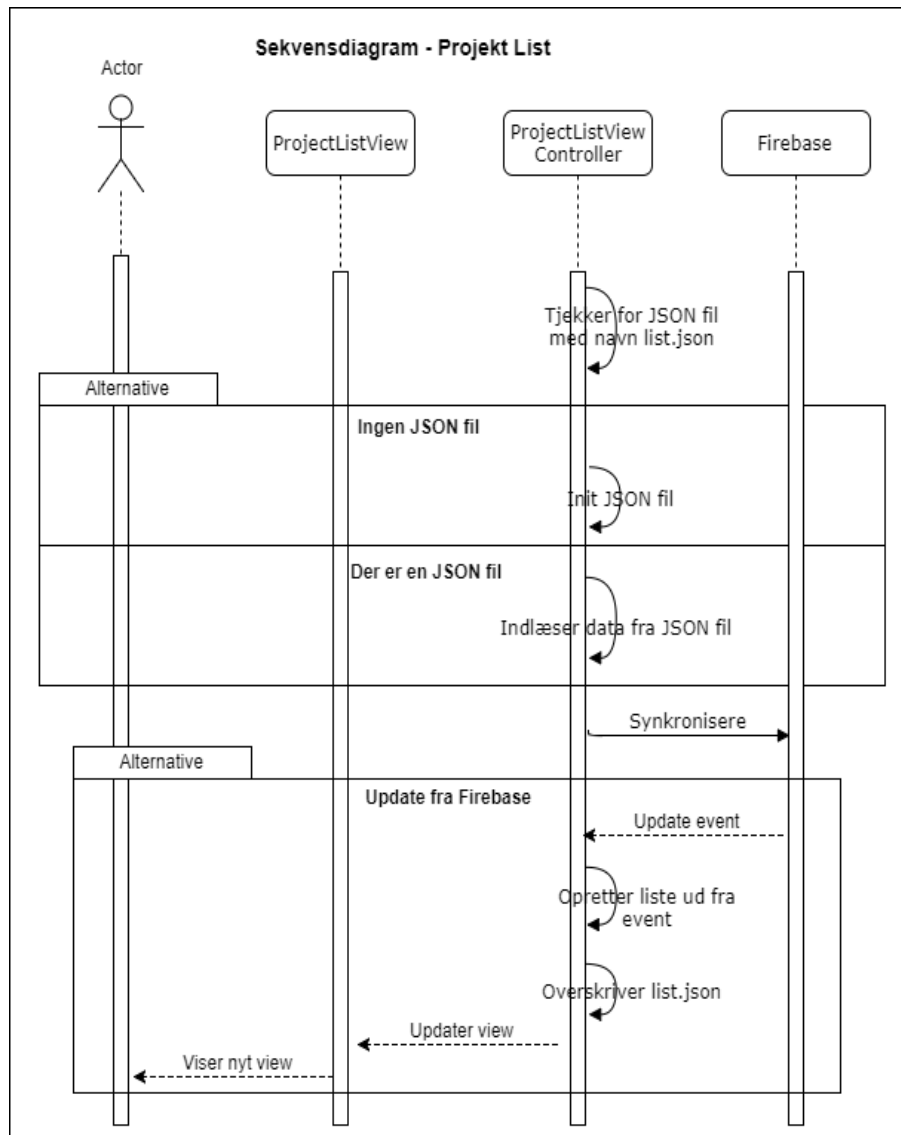 Sekvensdiagram - Projekt List
Actor
ProjectListView
ProjectListView
Controller
Firebase
Tjekker for JSON fil
med navn list.json
Alternative
Ingen JSON fil
Init JSON fil
Der er en JSON fil
Indlæser data fra JSON fil
Synkronisere
Alternative
Update fra Firebase
Update event
Opretter liste ud fra
event
Overskriver list.json
Updater view
Viser nyt view